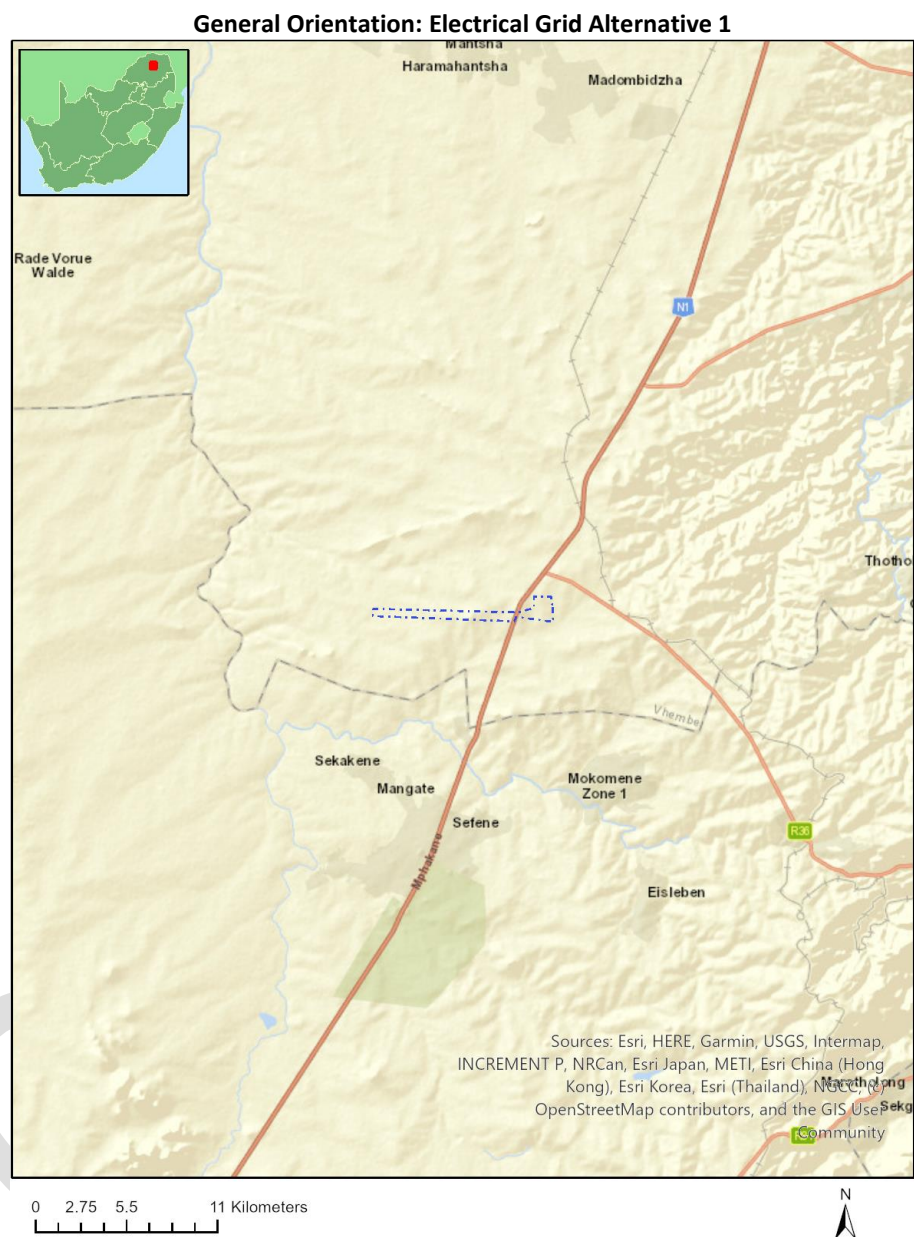 General Orientation: Electrical Grid Alternative 1
Mantsha
Haramahantsha
Madombidzha
Rade Vorue
Walde
N1
Vhembe
Sekakene
Mangate
Mokomene
Zone 1
Sefene
Mphakane
R36
Eisleben
Sources: Esri, HERE, Garmin, USGS, Intermap,
INCREMENT P, NRCan, Esri Japan, METI, Esri China (Hong
Kong), Esri Korea, Esri (Thailand), NGCC, (c)
OpenStreetMap contributors, and the GIS User
Community
0 2.75 5.5 11 Kilometers
N